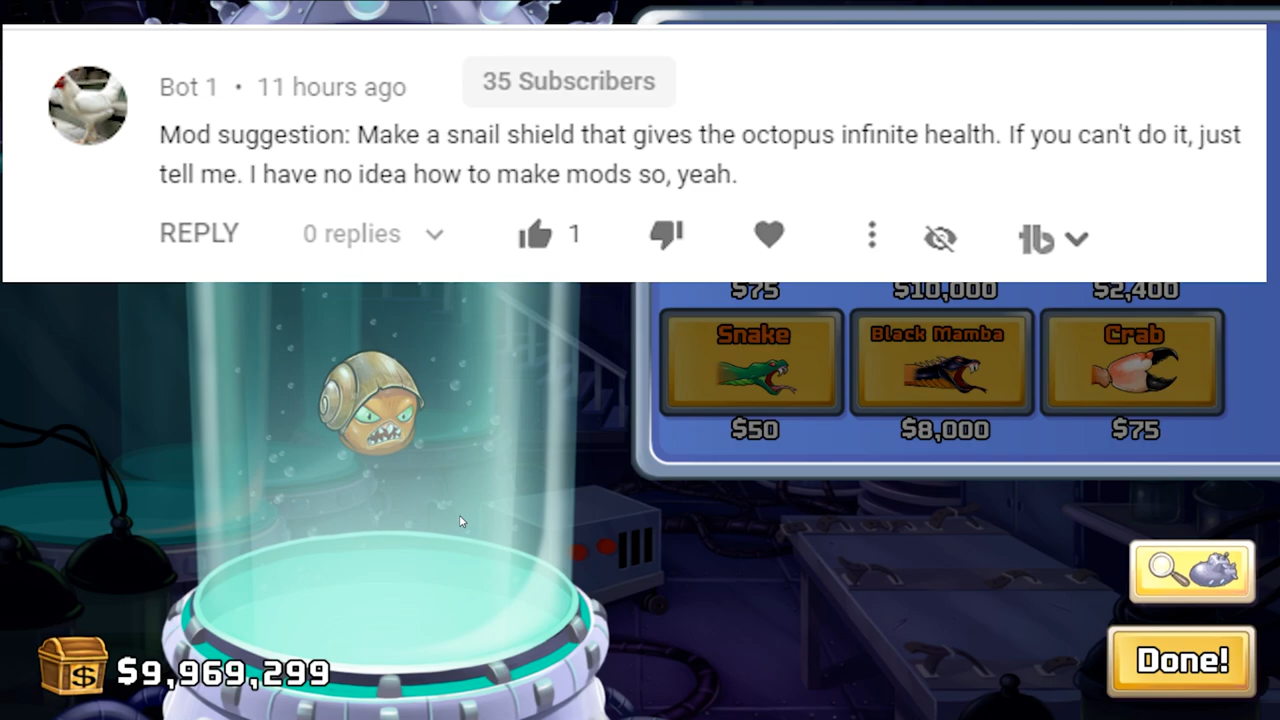 Bot 1 • 11 hours ago
35 Subscribers
Mod suggestion: Make a snail shield that gives the octopus infinite health. If you can't do it, just
tell me. I have no idea how to make mods so, yeah.
REPLY 0 replies 1
$75 $10,000 $2,400
Snake Black Mamba Crab
$50 $8,000 $75
Done!
$9,969,299